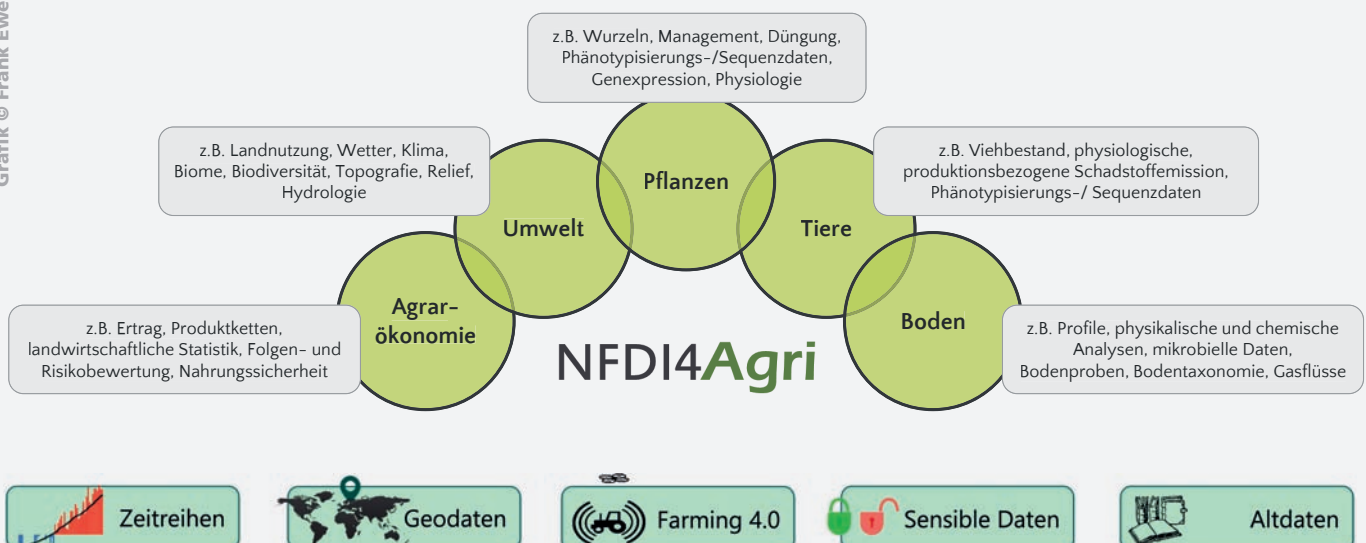 Grafik © Frank Ewe
z.B. Wurzeln, Management, Düngung,
Phänotypisierungs-/Sequenzdaten,
Genexpression, Physiologie
z.B. Landnutzung, Wetter, Klima,
Biome, Biodiversität, Topografie, Relief,
Hydrologie
z.B. Viehbestand, physiologische,
produktionsbezogene Schadstoffemission,
Phänotypisierungs-/ Sequenzdaten
Pflanzen
Umwelt
Tiere
Agrar-
ökonomie
Boden
z.B. Ertrag, Produktketten,
landwirtschaftliche Statistik, Folgen- und
Risikobewertung, Nahrungssicherheit
z.B. Profile, physikalische und chemische
Analysen, mikrobielle Daten,
Bodenproben, Bodentaxonomie, Gasflüsse
NFDI4Agri
Zeitreihen
Geodaten
Farming 4.0
Sensible Daten
Altdaten